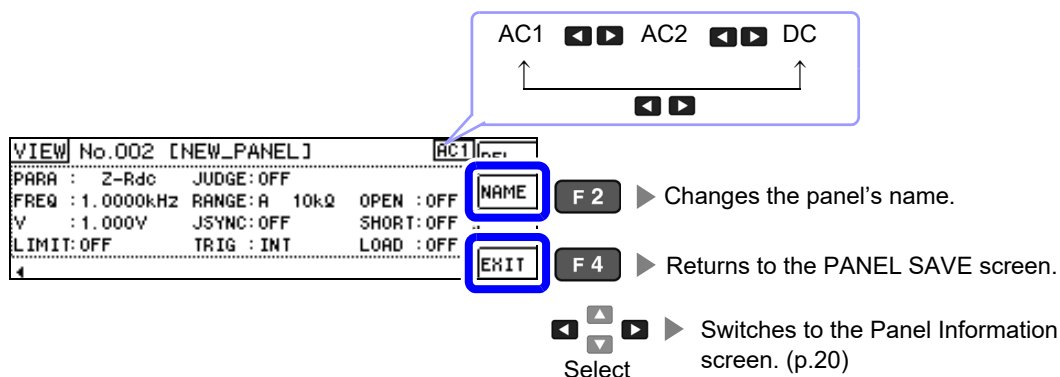 AC1 AC2 DC
VIEW No.002 [NEW_PANEL] AC1
PARA : Z-Rdc JUDGE:OFF
FREQ :1.0000kHz RANGE:A 10kΩ OPEN :OFF
V :1.000V JSYNC:OFF SHORT:OFF
LIMIT:OFF TRIG :INT LOAD :OFF
NAME
F 2 Changes the panel's name.
EXIT
F 4 Returns to the PANEL SAVE screen.
Switches to the Panel Information
screen. (p.20)
Select